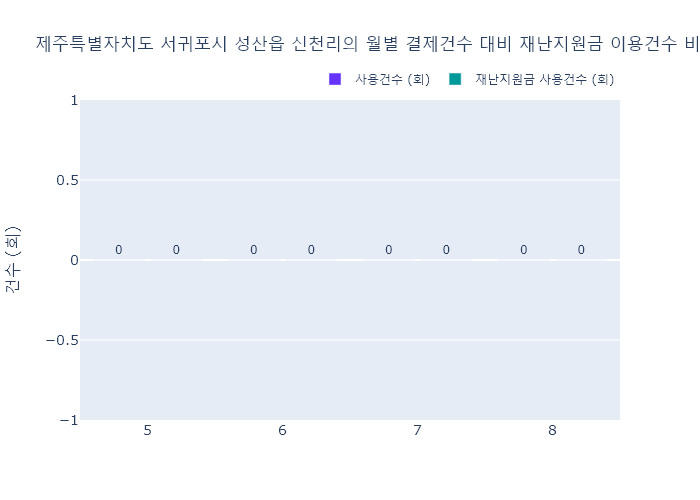 제주특별자치도 서귀포시 성산읍 신천리의 월별 결제건수 대비 재난지원금 이용건수 비
사용건수 (회) 재난지원금 사용건수 (회)
1
0.5
0
−0.5
−1
건수 (회)
0 0 0 0 0 0 0 0
5 6 7 8